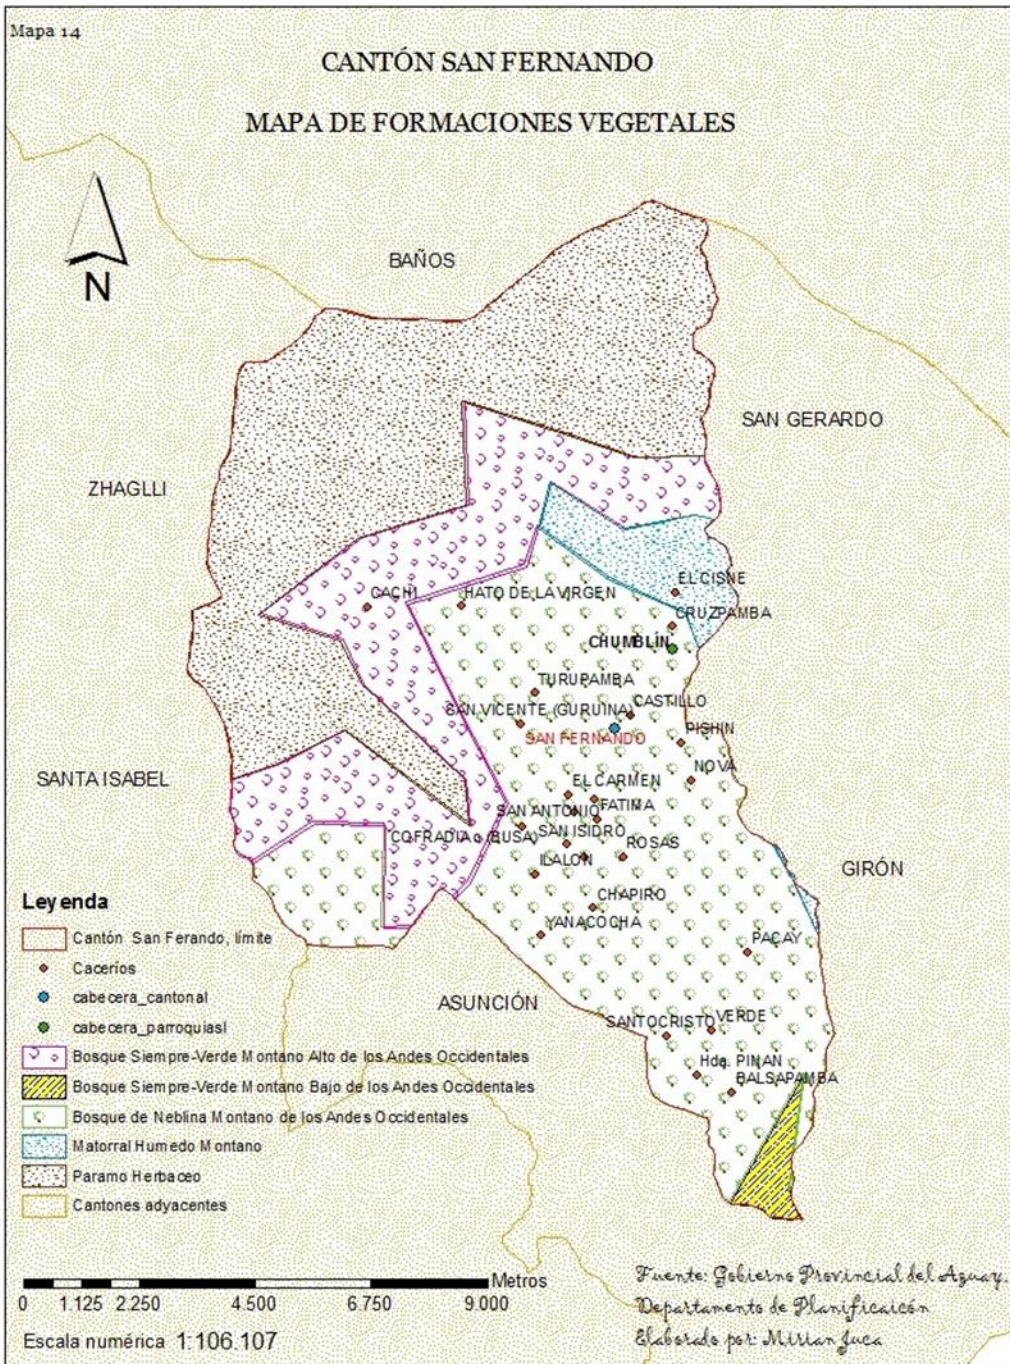 Mapa 14
CANTÓN SAN FERNANDO
MAPA DE FORMACIONES VEGETALES
N
BAÑOS
SAN GERARDO
ZHAGLLI
EL CISNE
CACHI
HATO DE LA VIRGEN
CRUZPAMBA
CHUMBLÍN
TURUPAMBA
CASTILLO
SAN VICENTE (GURUINA)
SAN FERNANDO
PISHIN
SANTA ISABEL
NOVA
EL CARMEN
FATIMA
SAN ANTONIO
COFRADIA o (BUSA)
SAN ISIDRO
ROSAS
ILALON
GIRÓN
CHAPIRO
YANACOCHA
PACAY
ASUNCIÓN
SANTOCRISTO
VERDE
Hda. PINAN
BALSAPAMBA
Leyenda
Cantón San Ferando, límite
Caceríos
cabecera_cantonal
cabecera_parroquiasl
Bosque Siempre-Verde Montano Alto de los Andes Occidentales
Bosque Siempre-Verde Montano Bajo de los Andes Occidentales
Bosque de Neblina Montano de los Andes Occidentales
Matorral Humedo Montano
Paramo Herbaceo
Cantones adyacentes
Metros
0 1.125 2.250 4.500 6.750 9.000
Escala numérica 1:106.107
Fuente: Gobierno Provincial del Azuay.
Departamento de Planificaicón
Elaborado por: Mirian Juca